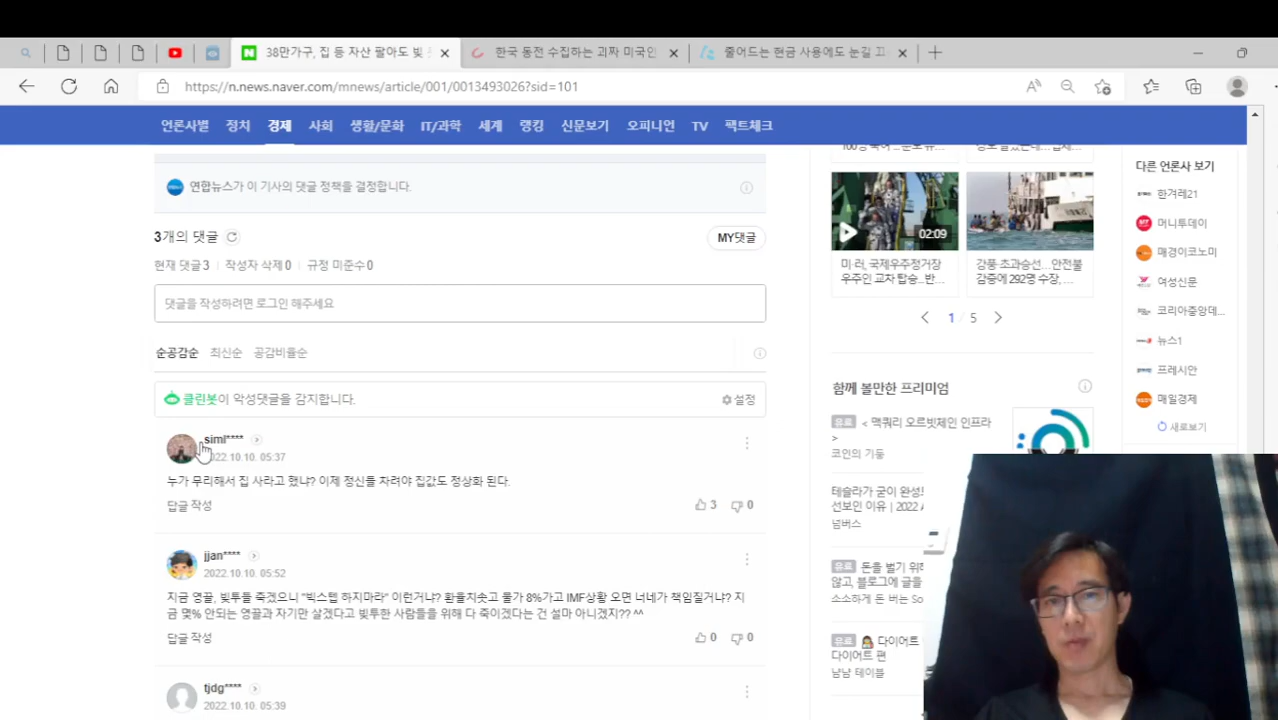 38만가구, 집 등 자산 팔아도 빚
한국 동전 수집하는 괴짜 미국인
줄어드는 현금 사용에도 눈길 끄
https://n.news.naver.com/mnews/article/001/0013493026?sid=101
언론사별 정치 경제 사회 생활/문화 IT/과학 세계 랭킹 신문보기 오피니언 TV 팩트체크
연합뉴스가 이 기사의 댓글 정책을 결정합니다.
3개의 댓글
MY댓글
현재 댓글3 작성자 삭제0 규정 미준수0
댓글을 작성하려면 로그인 해주세요
순공감순 최신순 공감비율순
클린봇이 악성댓글을 감지합니다.
설정
siml****
2022.10.10. 05:37
누가 무리해서 집 사라고 했냐? 이제 정신들 차려야 집값도 정상화 된다.
답글 작성
3 0
jjan****
2022.10.10. 05:52
지금 영끌, 빚투들 죽겠으니 "빅스텝 하지마라" 이런거냐? 환율치솟고 물가 8%가고 IMF상황 오면 너네가 책임질거냐? 지
금 몇% 안되는 영끌과 자기만 살겠다고 빚투한 사람들을 위해 다 죽이겠다는 건 설마 아니겠지?? ^^
답글 작성
0 0
tjdg****
2022.10.10. 05:39
02:09
미·러, 국제우주정거장
우주인 교차 탑승...반...
강풍·초과승선...안전불
감증에 292명 수장, ...
1 / 5
함께 볼만한 프리미엄
유료 < 맥쿼리 오르빗체인 인프라
>
코인의 기둥
테슬라가 굳이 완성
선보인 이유 | 2022 A
넘버스
유료 돈을 벌기 위해
않고, 블로그에 글을
소소하게 돈 버는 So
유료 다이어트
다이어트 편
냠냠 테이블
다른 언론사 보기
한겨레21
머니투데이
매경이코노미
여성신문
코리아중앙데...
뉴스1
프레시안
매일경제
새로보기